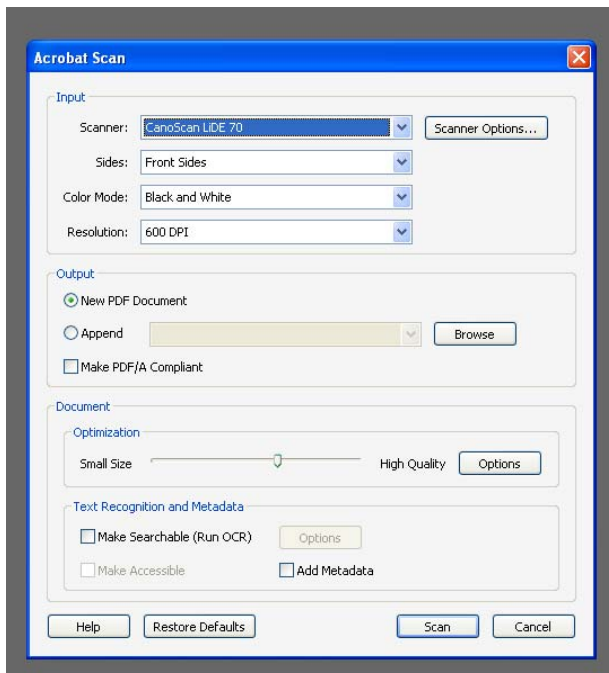 Acrobat Scan
Input
Scanner: CanoScan LiDE 70 Scanner Options...
Sides: Front Sides
Color Mode: Black and White
Resolution: 600 DPI
Output
New PDF Document
Append Browse
Make PDF/A Compliant
Document
Optimization
Small Size High Quality Options
Text Recognition and Metadata
Make Searchable (Run OCR) Options
Make Accessible Add Metadata
Help Restore Defaults Scan Cancel